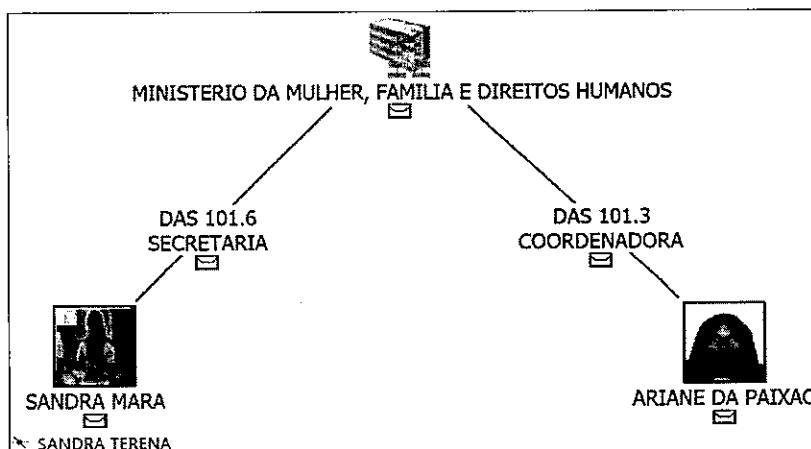 MINISTERIO DA MULHER, FAMILIA E DIREITOS HUMANOS
DAS 101.6
SECRETARIA
DAS 101.3
COORDENADORA
SANDRA MARA
SANDRA TERENA
ARIANE DA PAIXAO